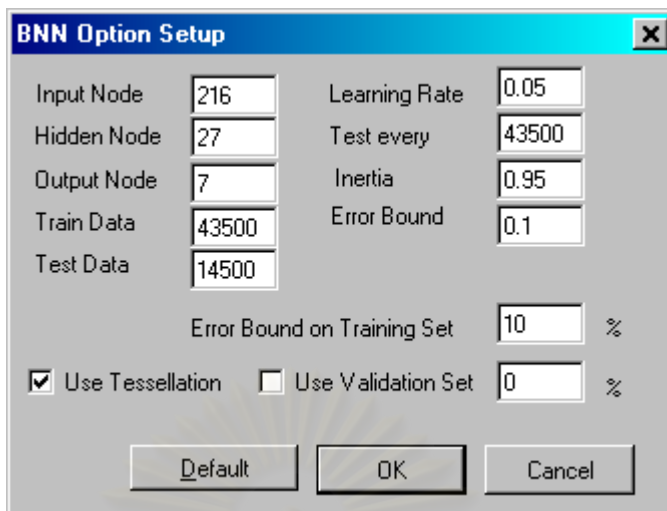 BNN Option Setup
Input Node 216
Hidden Node 27
Output Node 7
Train Data 43500
Test Data 14500
Learning Rate 0.05
Test every 43500
Inertia 0.95
Error Bound 0.1
Error Bound on Training Set 10 %
Use Tessellation Use Validation Set 0 %
Default OK Cancel